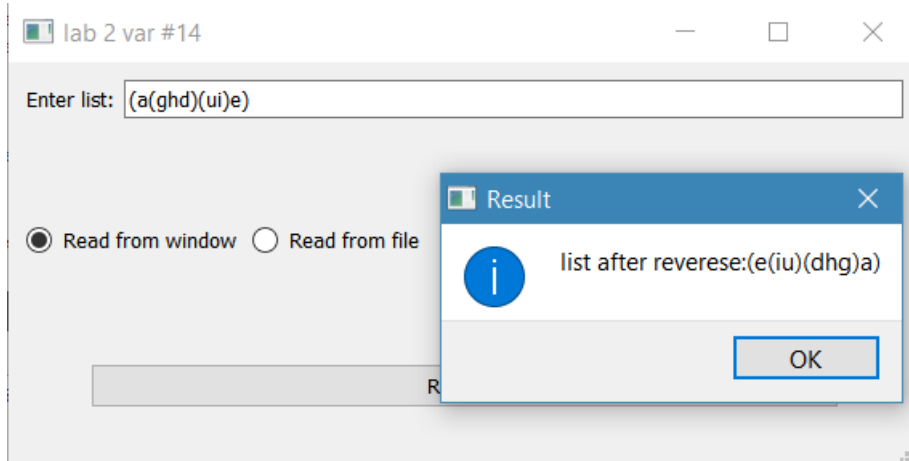 lab 2 var #14
Enter list: (a(ghd)(ui)e)
Result
list after reverese:(e(iu)(dhg)a)
Read from window Read from file
OK